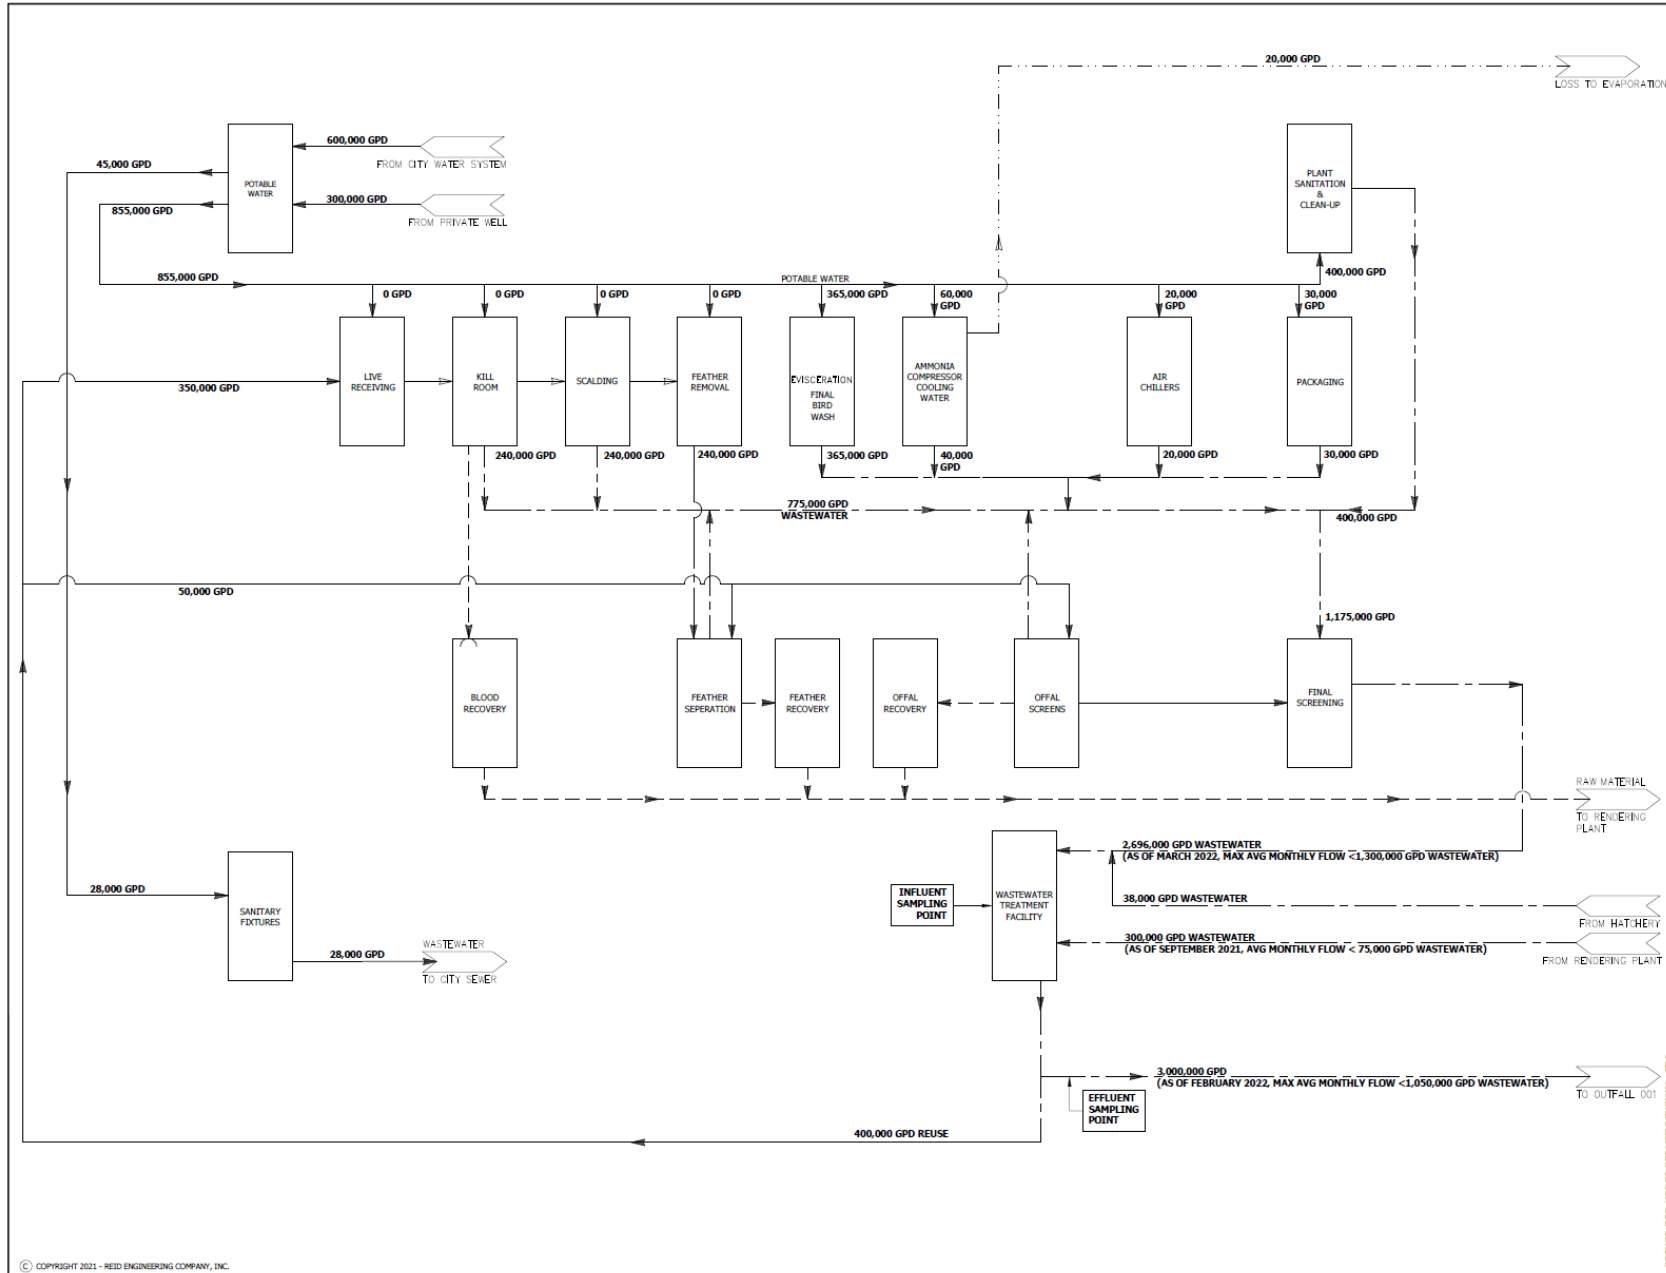 20,000 GPD
LOSS TO EVAPORATION
600,000 GPD
FROM CITY WATER SYSTEM
45,000 GPD
POTABLE
WATER
PLANT
SANITATION
&
CLEAN-UP
300,000 GPD
855,000 GPD
FROM PRIVATE WELL
855,000 GPD
POTABLE WATER
400,000 GPD
0 GPD
0 GPD
0 GPD
0 GPD
365,000 GPD
60,000
GPD
20,000
GPD
30,000
GPD
350,000 GPD
LIVE
RECEIVING
KILL
ROOM
SCALDING
FEATHER
REMOVAL
EVISCERATION
FINAL
BIRD
WASH
AMMONIA
COMPRESSOR
COOLING
WATER
AIR
CHILLERS
PACKAGING
240,000 GPD
240,000 GPD
240,000 GPD
365,000 GPD
40,000
GPD
20,000 GPD
30,000 GPD
775,000 GPD
WASTEWATER
400,000 GPD
50,000 GPD
1,175,000 GPD
BLOOD
RECOVERY
FEATHER
SEPERATION
FEATHER
RECOVERY
OFFAL
RECOVERY
OFFAL
SCREENS
FINAL
SCREENING
RAW MATERIAL
TO RENDERING
PLANT
2,696,000 GPD WASTEWATER
(AS OF MARCH 2022, MAX AVG MONTHLY FLOW <1,300,000 GPD WASTEWATER)
28,000 GPD
SANITARY
FIXTURES
INFLUENT
SAMPLING
POINT
WASTEWATER
TREATMENT
FACILITY
38,000 GPD WASTEWATER
FROM HATCHERY
300,000 GPD WASTEWATER
(AS OF SEPTEMBER 2021, AVG MONTHLY FLOW < 75,000 GPD WASTEWATER)
FROM RENDERING PLANT
28,000 GPD
WASTEWATER
TO CITY SEWER
3,000,000 GPD
(AS OF FEBRUARY 2022, MAX AVG MONTHLY FLOW <1,050,000 GPD WASTEWATER)
TO OUTFALL 001
EFFLUENT
SAMPLING
POINT
400,000 GPD REUSE
© COPYRIGHT 2021 - REID ENGINEERING COMPANY, INC.